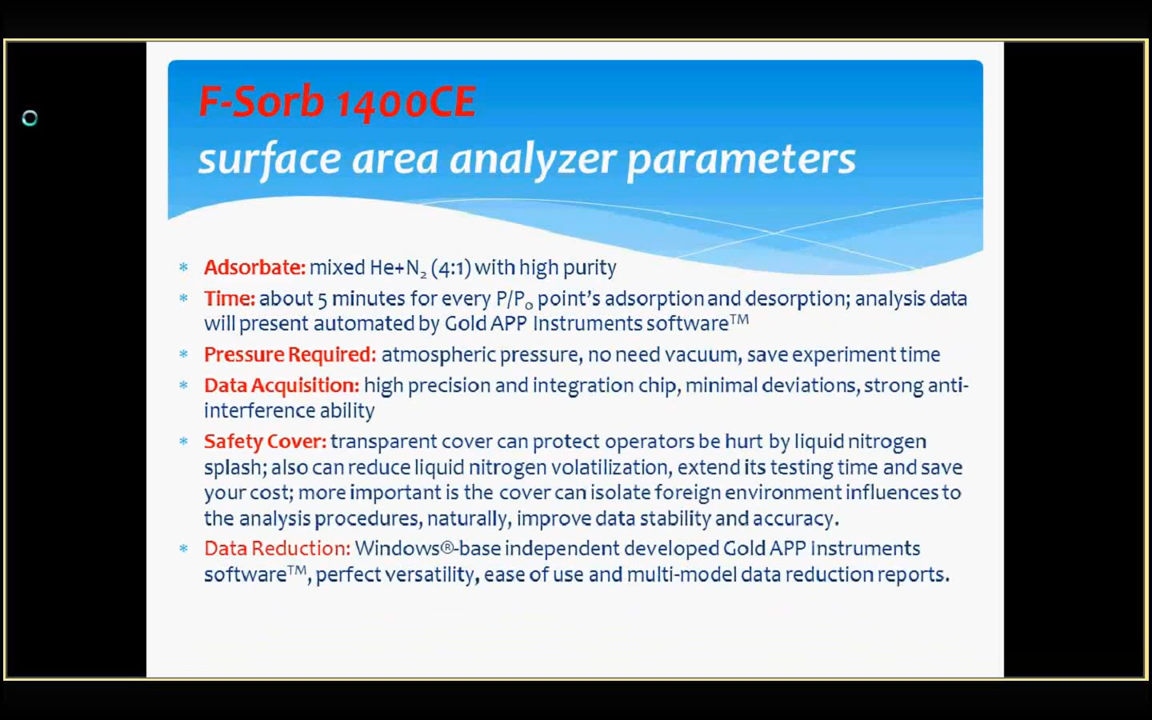 F-Sorb 1400CE
surface area analyzer parameters
* Adsorbate: mixed He+N₂ (4:1) with high purity
* Time: about 5 minutes for every P/P₀ point's adsorption and desorption; analysis data
will present automated by Gold APP Instruments software™
* Pressure Required: atmospheric pressure, no need vacuum, save experiment time
* Data Acquisition: high precision and integration chip, minimal deviations, strong anti-
interference ability
* Safety Cover: transparent cover can protect operators be hurt by liquid nitrogen
splash; also can reduce liquid nitrogen volatilization, extend its testing time and save
your cost; more important is the cover can isolate foreign environment influences to
the analysis procedures, naturally, improve data stability and accuracy.
* Data Reduction: Windows®-base independent developed Gold APP Instruments
software™, perfect versatility, ease of use and multi-model data reduction reports.